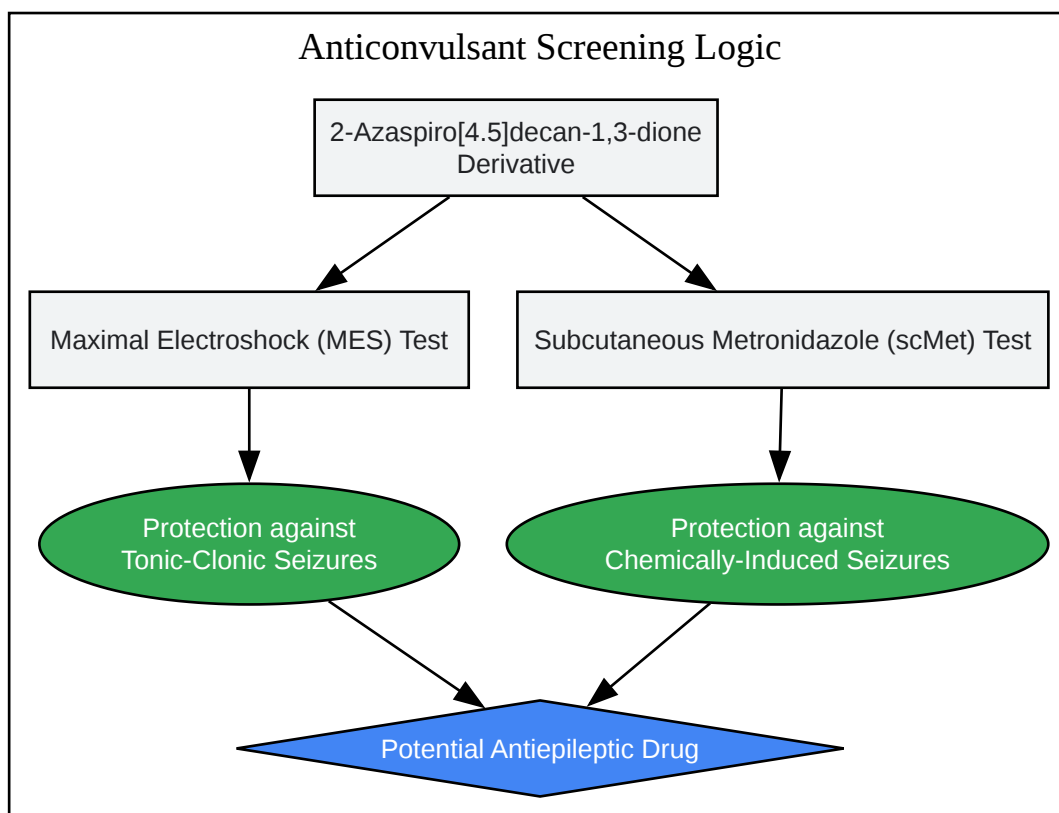 Anticonvulsant Screening Logic
2-Azaspiro[4.5]decan-1,3-dione
Derivative
Maximal Electroshock (MES) Test
Subcutaneous Metronidazole (scMet) Test
Protection against
Tonic-Clonic Seizures
Protection against
Chemically-Induced Seizures
Potential Antiepileptic Drug